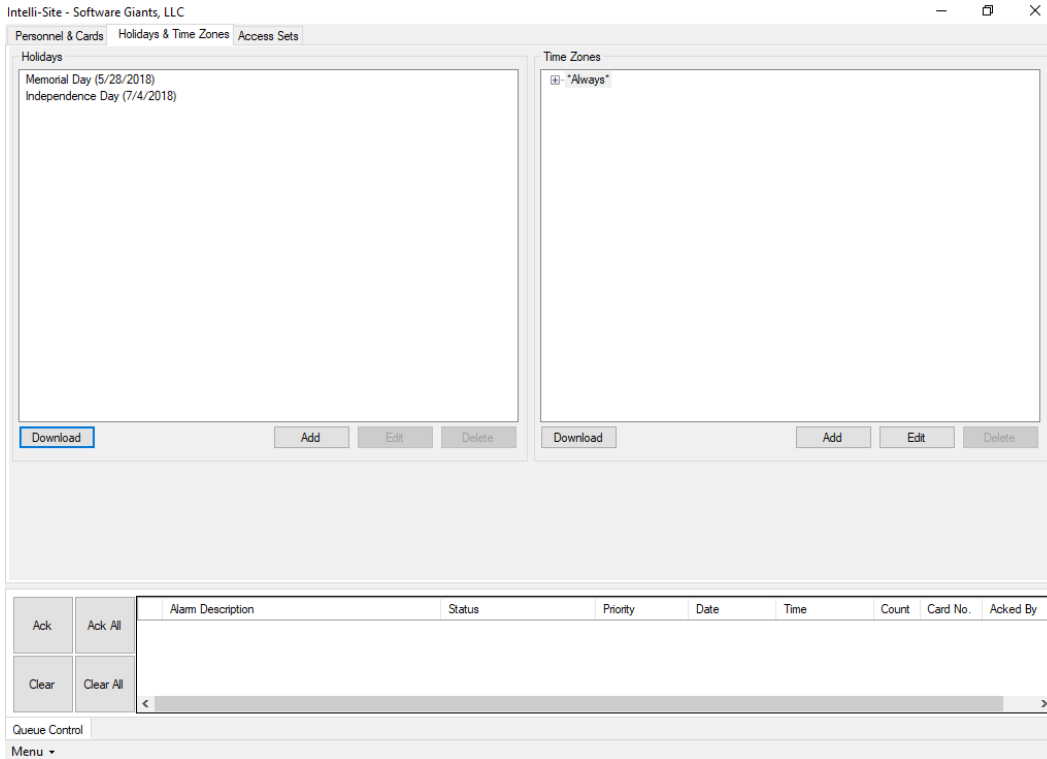 Intelli-Site - Software Giants, LLC
Personnel & Cards Holidays & Time Zones Access Sets
Holidays
Memorial Day (5/28/2018)
Independence Day (7/4/2018)
Download Add Edit Delete
Time Zones
*Always*
Download Add Edit Delete
Ack Ack All
Clear Clear All
Alarm Description Status Priority Date Time Count Card No. Acked By
Queue Control
Menu